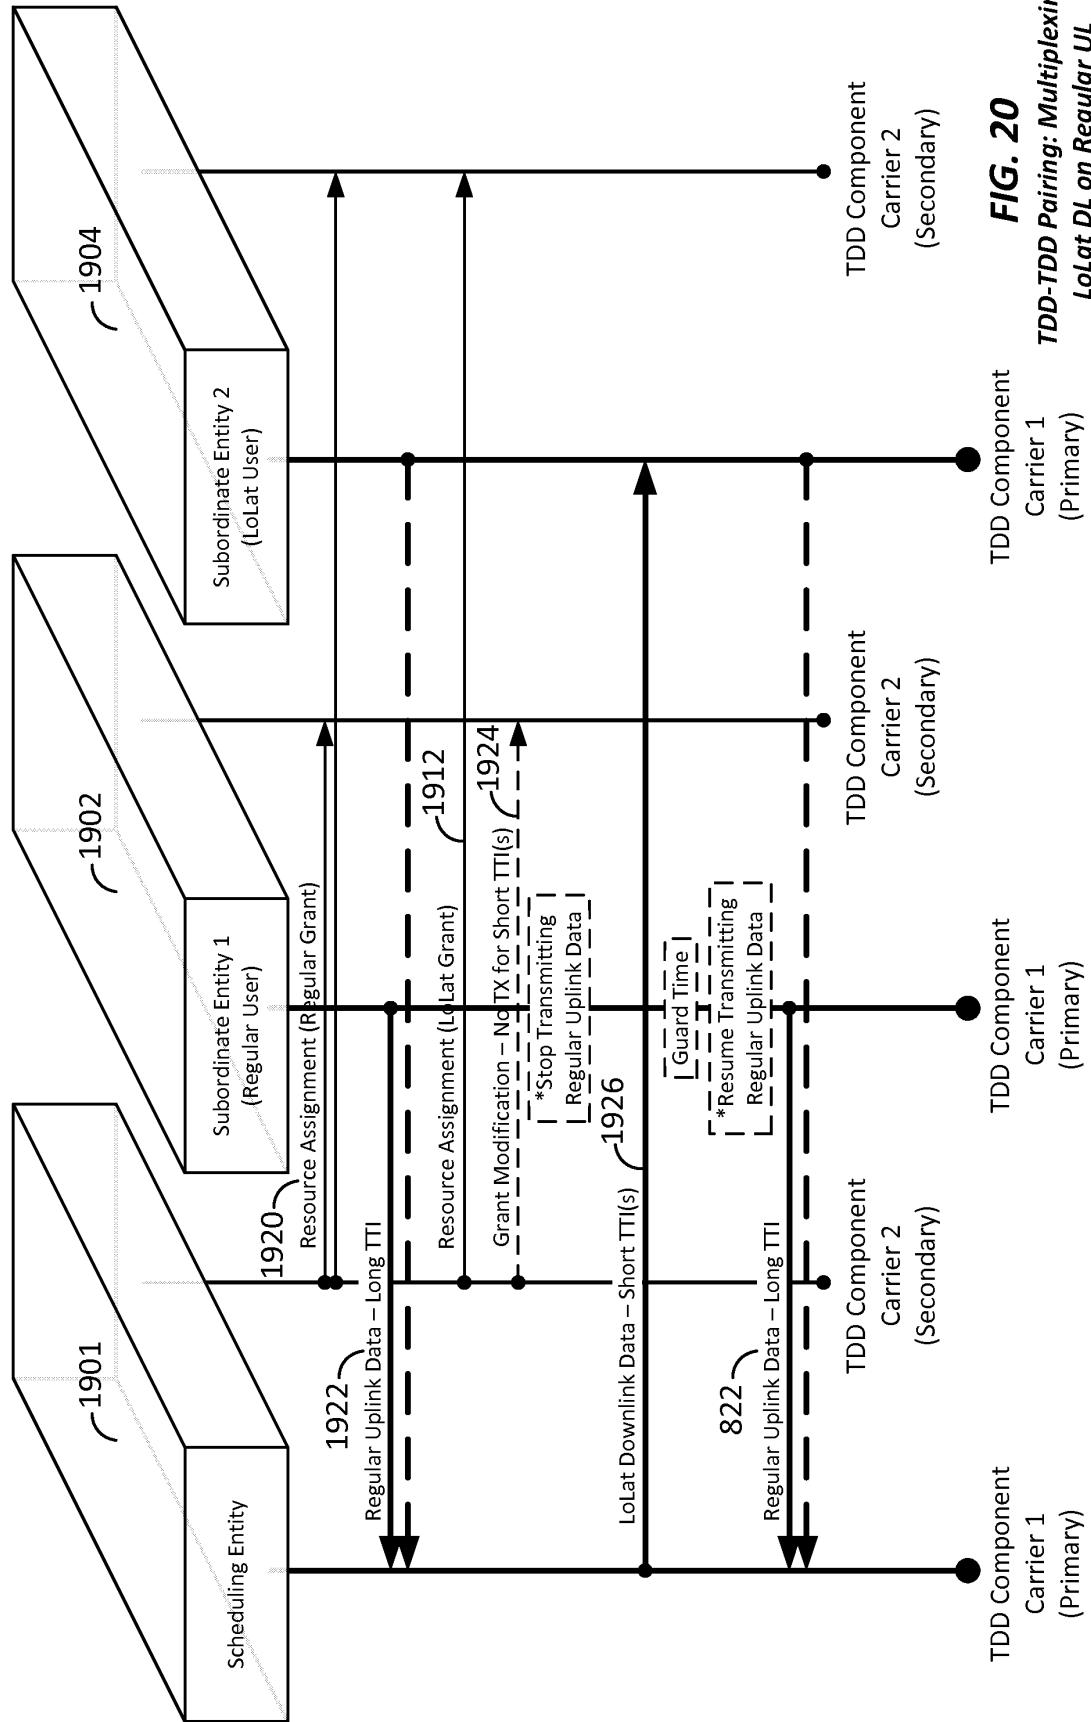 1901
Scheduling Entity
1902
Subordinate Entity 1
(Regular User)
1904
Subordinate Entity 2
(LoLat User)
1920
Resource Assignment (Regular Grant)
1922
Regular Uplink Data – Long TTI
1912
Resource Assignment (LoLat Grant)
1924
Grant Modification – No TX for Short TTI(s)
*Stop Transmitting
Regular Uplink Data
1926
LoLat Downlink Data – Short TTI(s)
Guard Time
*Resume Transmitting
Regular Uplink Data
822
Regular Uplink Data – Long TTI
TDD Component
Carrier 1
(Primary)
TDD Component
Carrier 2
(Secondary)
TDD Component
Carrier 1
(Primary)
TDD Component
Carrier 2
(Secondary)
TDD Component
Carrier 1
(Primary)
TDD Component
Carrier 2
(Secondary)
FIG. 20
TDD-TDD Pairing: Multiplexin
LoLat DL on Regular UL